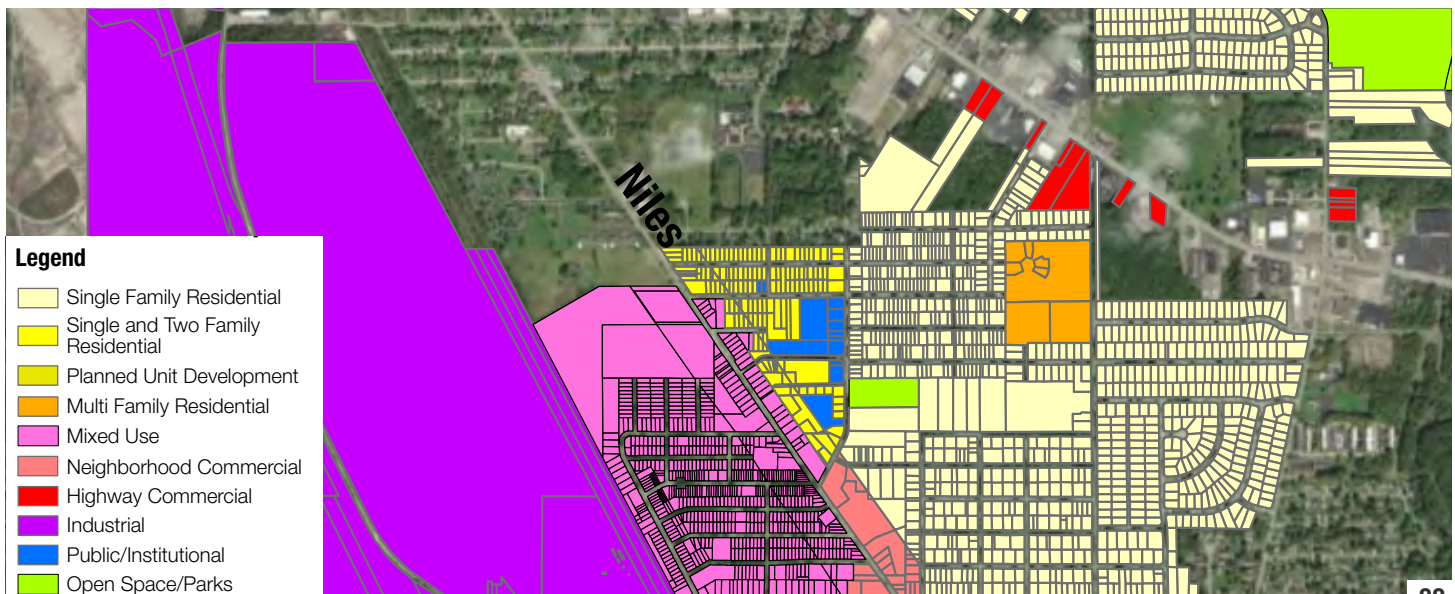 Niles
Legend
Single Family Residential
Single and Two Family
Residential
Planned Unit Development
Multi Family Residential
Mixed Use
Neighborhood Commercial
Highway Commercial
Industrial
Public/Institutional
Open Space/Parks